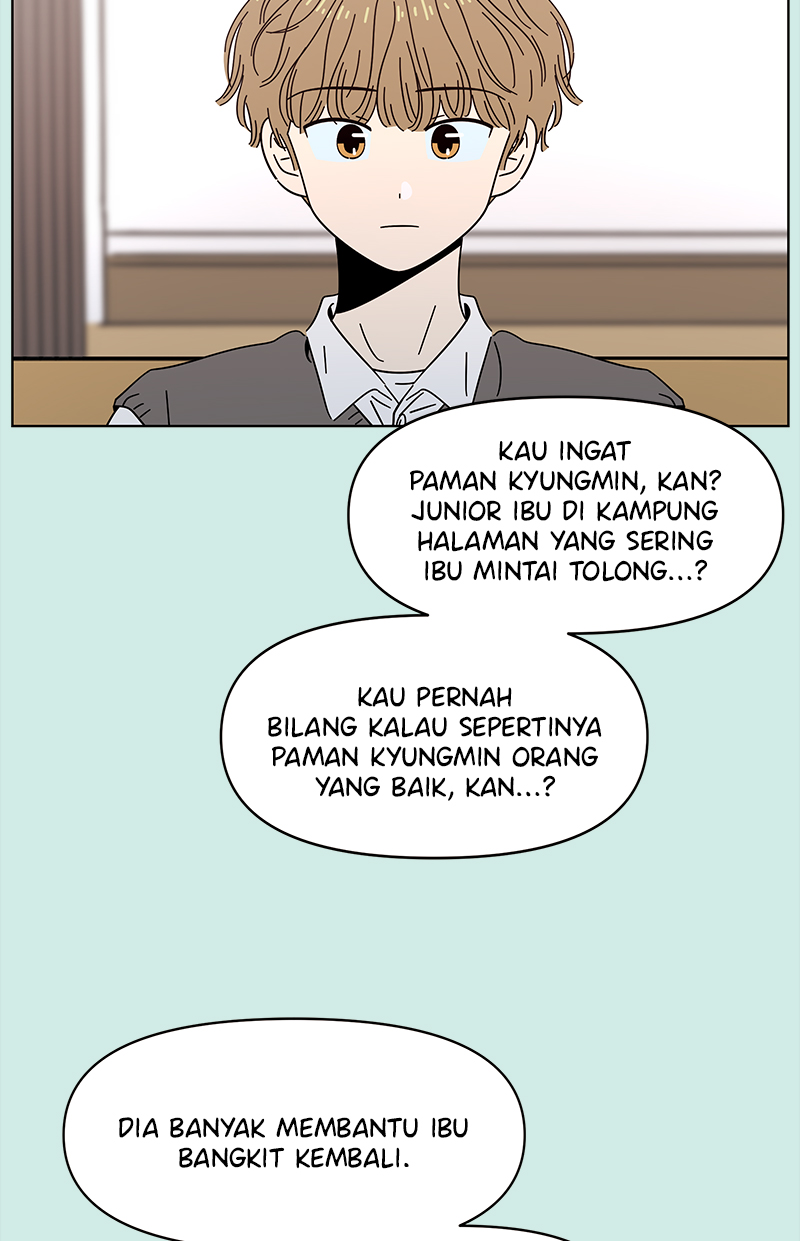 KAU INGAT
PAMAN KYUNGMIN, KAN?
JUNIOR IBU DI KAMPUNG
HALAMAN YANG SERING
IBU MINTAI TOLONG...?
KAU PERNAH
BILANG KALAU SEPERTINYA
PAMAN KYUNGMIN ORANG
YANG BAIK, KAN...?
DIA BANYAK MEMBANTU IBU
BANGKIT KEMBALI.